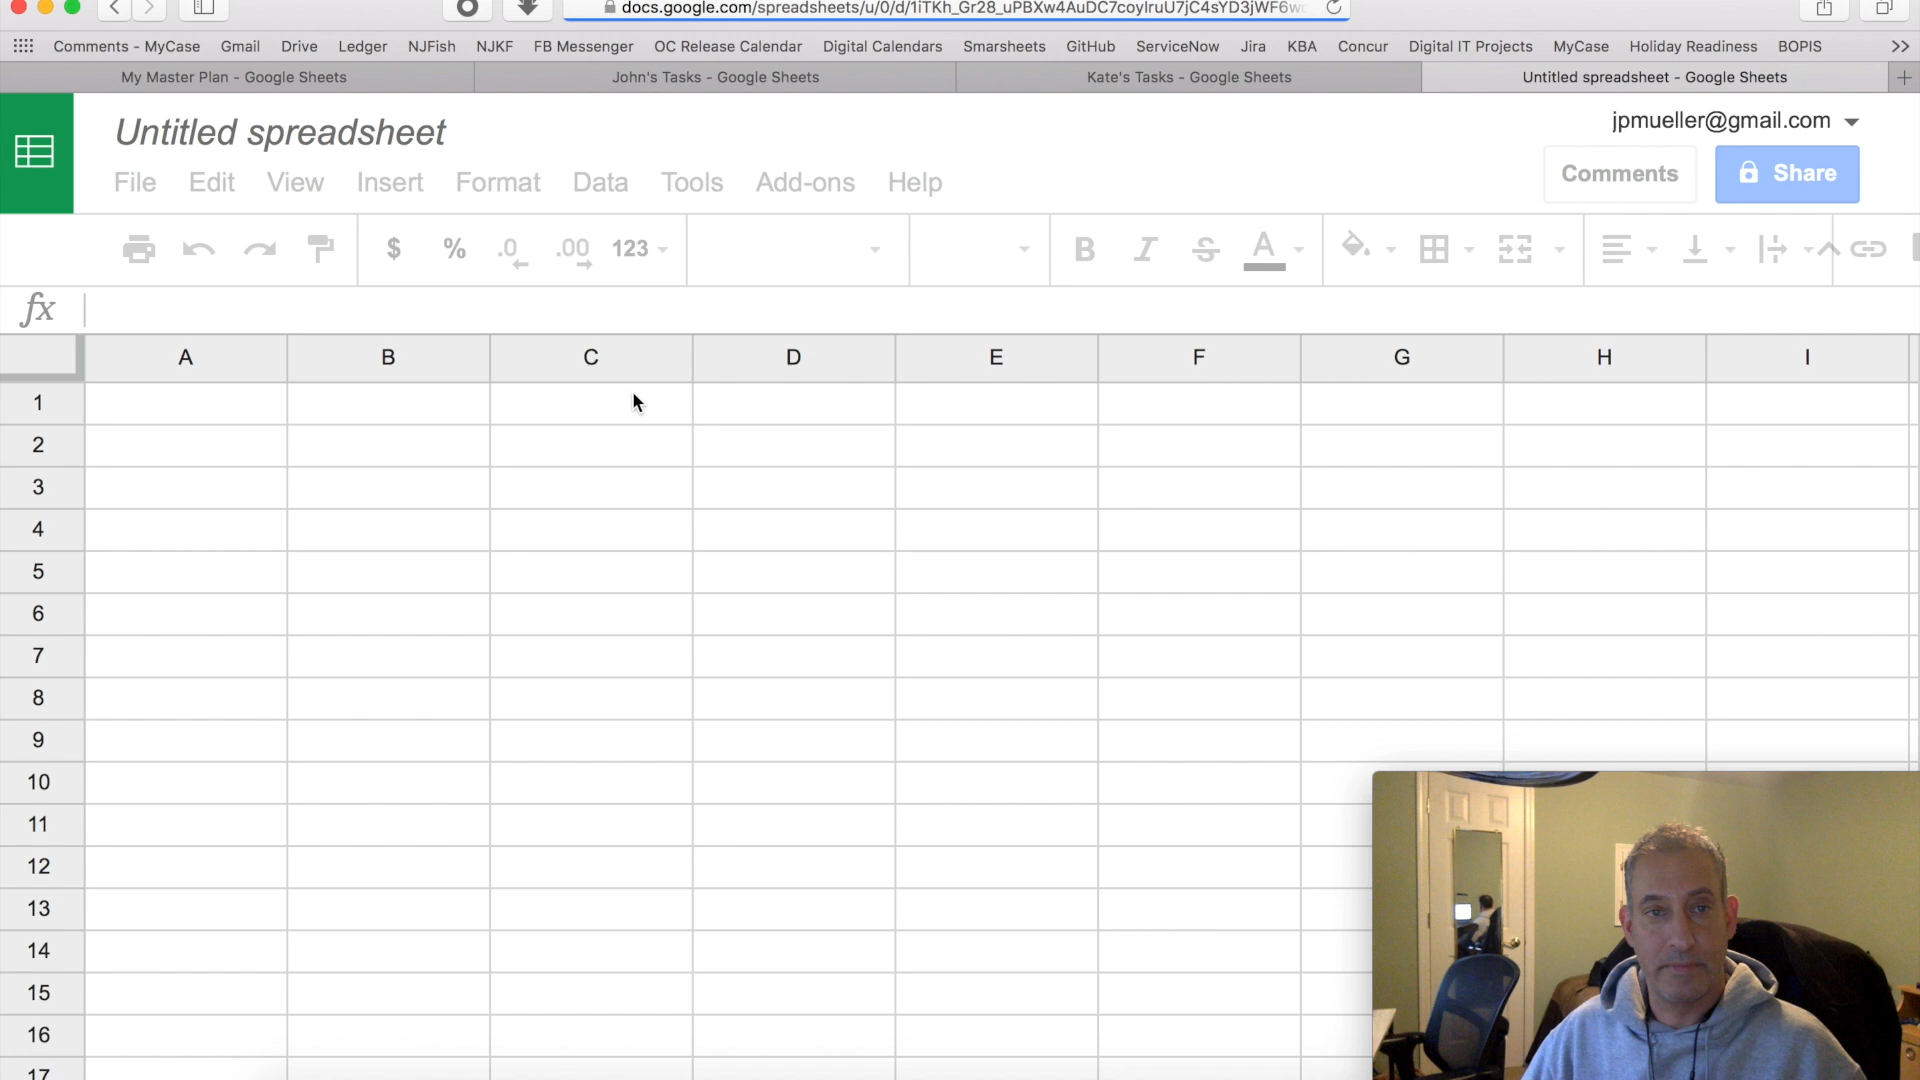 docs.google.com/spreadsheets/u/0/d/1iTKh_Gr28_uPBXw4AuDC7coylruU7jC4sYD3jWF6w
Comments - MyCase Gmail Drive Ledger NJFish NJKF FB Messenger OC Release Calendar Digital Calendars Smarsheets GitHub ServiceNow Jira KBA Concur Digital IT Projects MyCase Holiday Readiness BOPIS >>
My Master Plan - Google Sheets John's Tasks - Google Sheets Kate's Tasks - Google Sheets Untitled spreadsheet - Google Sheets +
Untitled spreadsheet
jpmueller@gmail.com
File Edit View Insert Format Data Tools Add-ons Help
Comments Share
$ % .0 .00 123 B I S A
fx
A B C D E F G H I
1
2
3
4
5
6
7
8
9
10
11
12
13
14
15
16
17